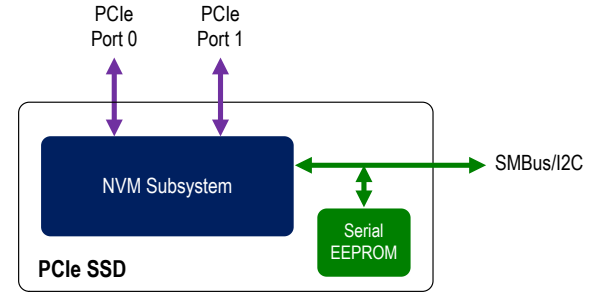 PCIe
Port 0
PCIe
Port 1
NVM Subsystem
SMBus/I2C
Serial
EEPROM
PCIe SSD